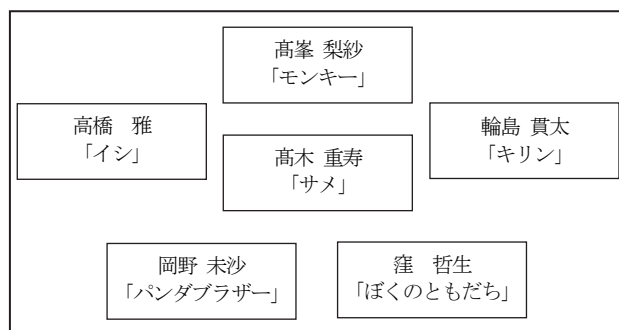 髙峯 梨紗
「モンキー」
高橋　雅
「イシ」
髙木 重寿
「サメ」
輪島 貫太
「キリン」
岡野 未沙
「パンダブラザー」
窪　哲生
「ぼくのともだち」